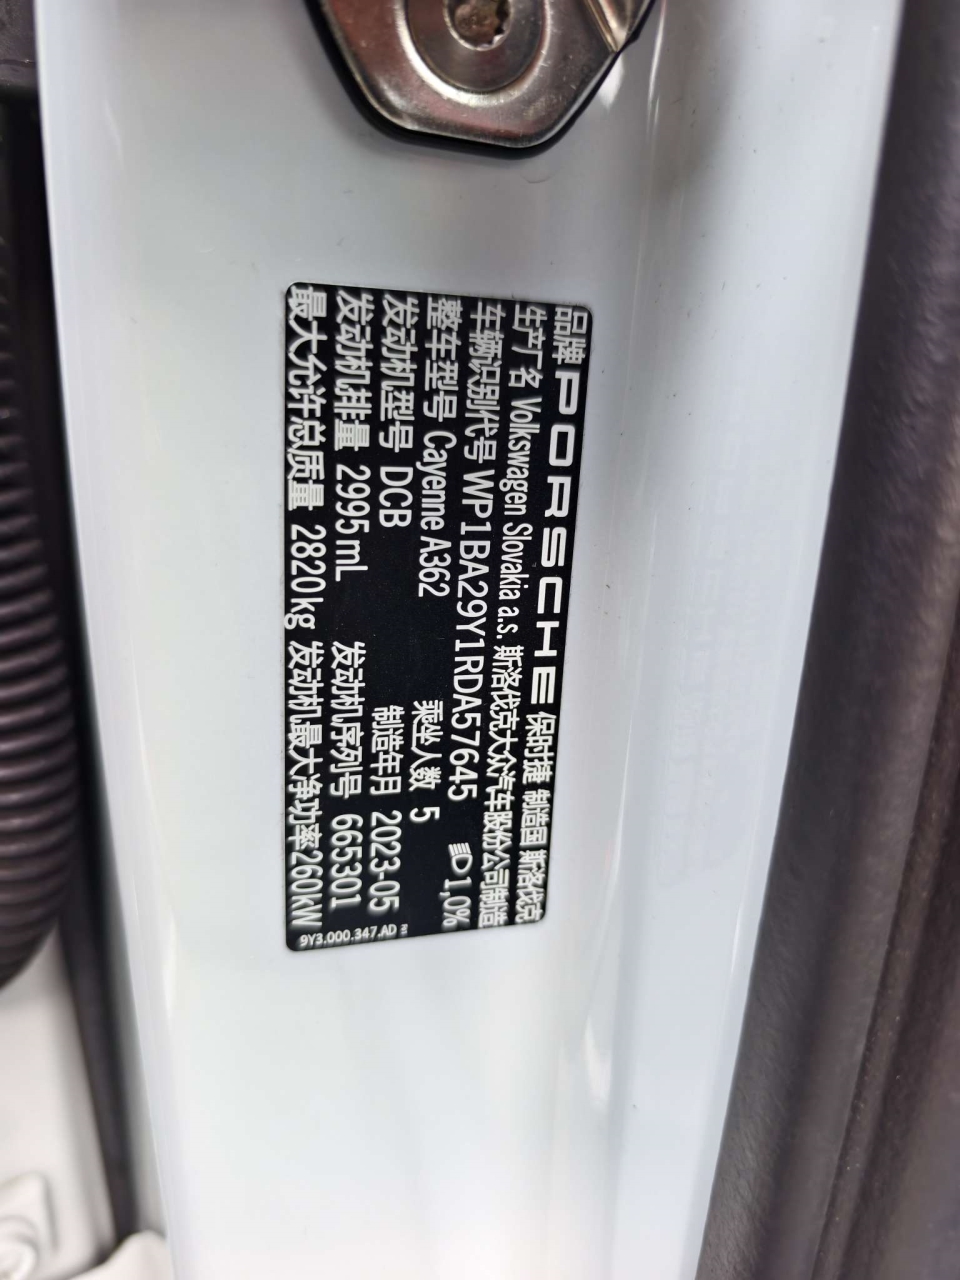 品牌 PORSCHE 保时捷 制造国 斯洛伐克
生产厂名 Volkswagen Slovakia a.s. 斯洛伐克大众汽车股份公司制造
车辆识别代号 WP1BA29Y1RDA57645 1,0%
整车型号 Cayenne A362 乘坐人数 5
发动机型号 DCB 制造年月 2023-05
发动机排量 2995mL 发动机序列号 665301
最大允许总质量 2820kg 发动机最大净功率260kW
9Y3.000.347.AD